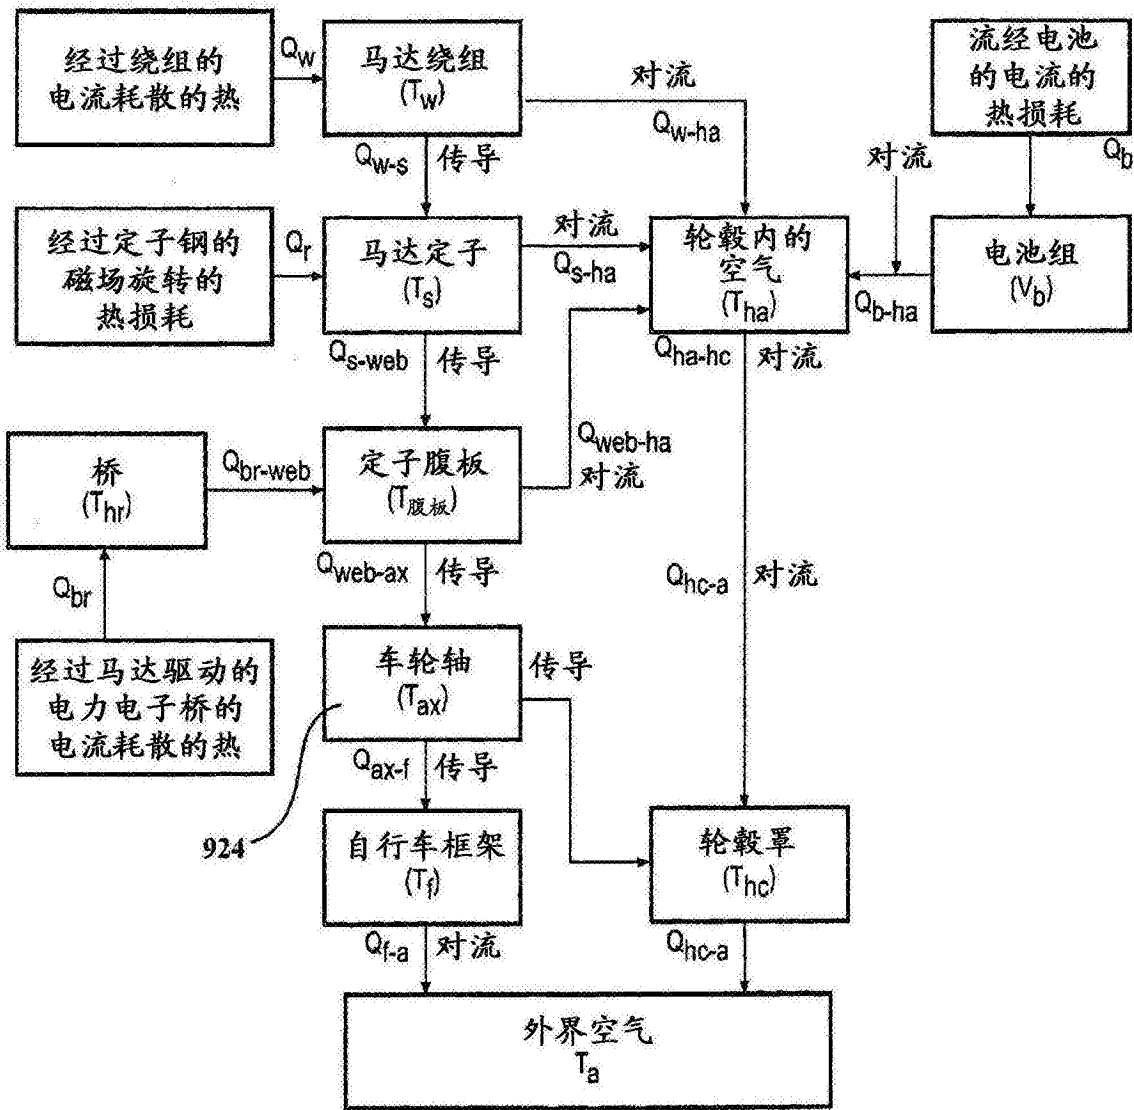 经过绕组的
电流耗散的热
Qw
马达绕组
(Tw)
对流
Qw-ha
流经电池
的电流的
热损耗
Qb
Qw-s 传导
对流
经过定子钢的
磁场旋转的
热损耗
Qr
马达定子
(Ts)
对流
Qs-ha
轮毂内的
空气
(Tha)
Qb-ha
电池组
(Vb)
Qs-web 传导
Qha-hc 对流
桥
(Thr)
Qbr-web
定子腹板
(T腹板)
Qweb-ha
对流
Qbr
Qweb-ax 传导
Qhc-a 对流
经过马达驱动的
电力电子桥的
电流耗散的热
车轮轴
(Tax)
传导
Qax-f 传导
924
自行车框架
(Tf)
轮毂罩
(Thc)
Qf-a 对流
Qhc-a
外界空气
Ta